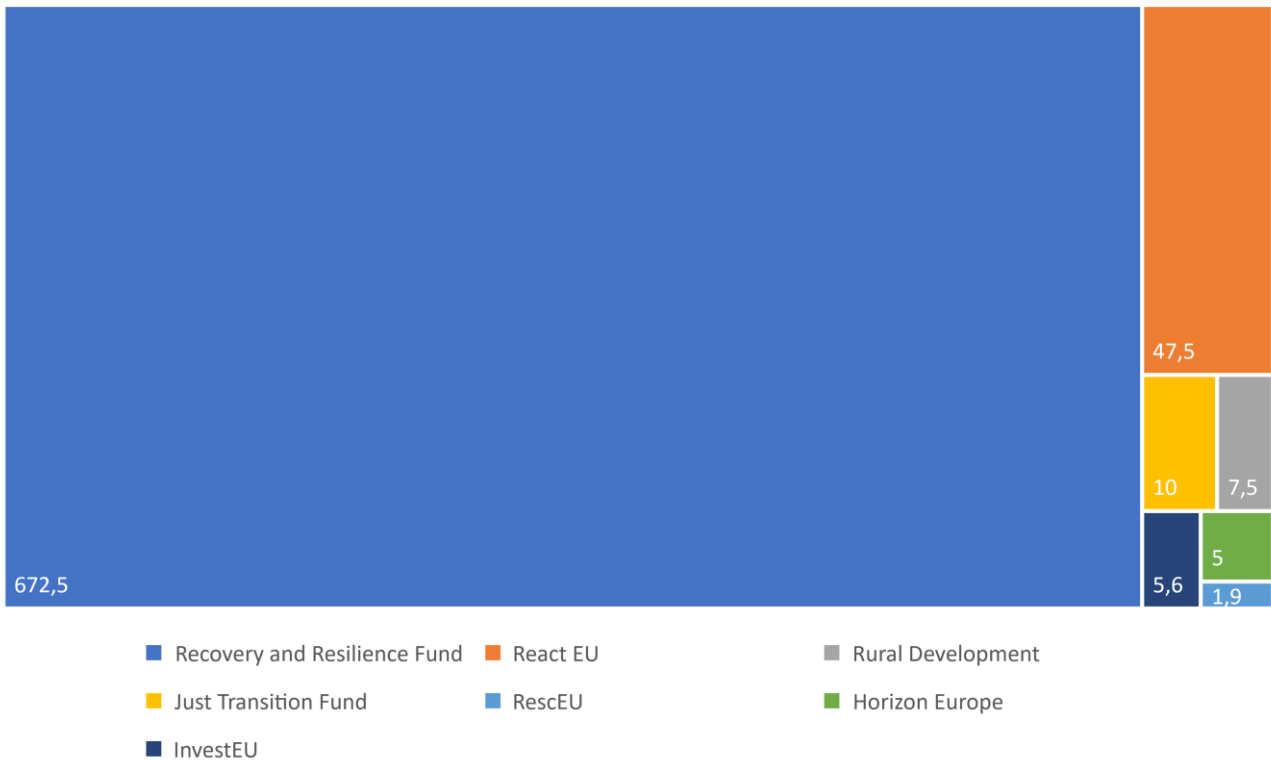 47,5
10
7,5
672,5
5,6
5
1,9
Recovery and Resilience Fund
React EU
Rural Development
Just Transition Fund
RescEU
Horizon Europe
InvestEU